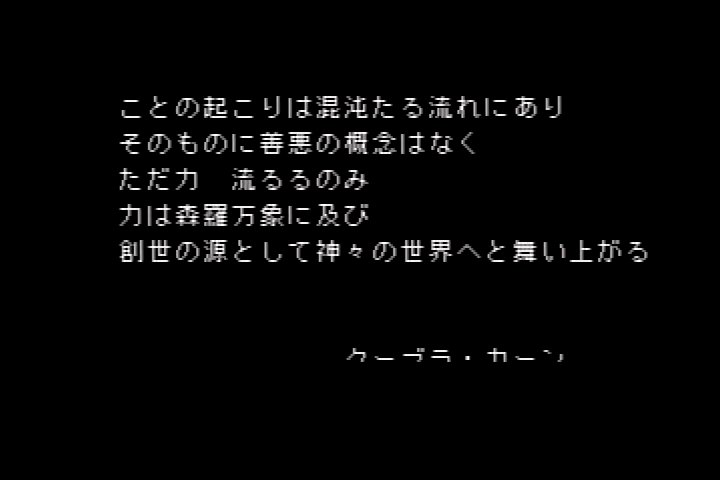 ことの起こりは混沌たる流れにあり
そのものに善悪の概念はなく
ただ力　流るるのみ
力は森羅万象に及び
創世の源として神々の世界へと舞い上がる